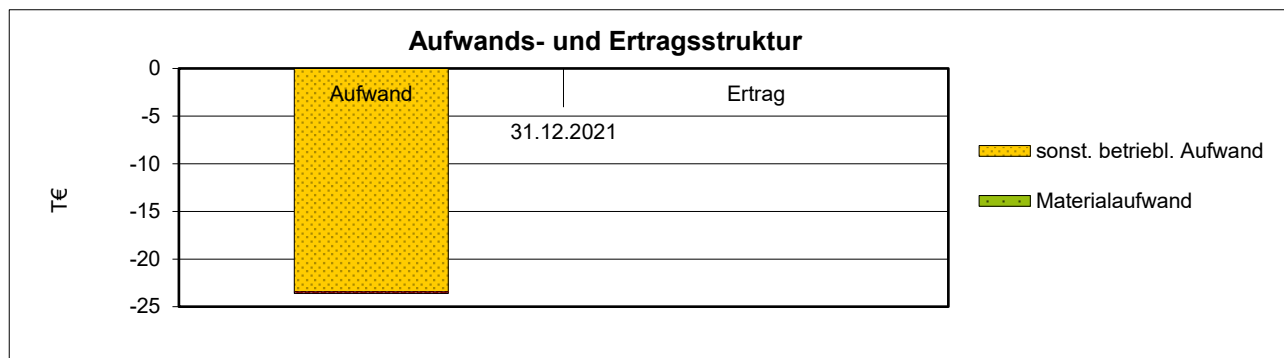 Aufwands- und Ertragsstruktur
0
-5
-10
-15
-20
-25
T€
Aufwand
Ertrag
31.12.2021
sonst. betriebl. Aufwand
Materialaufwand